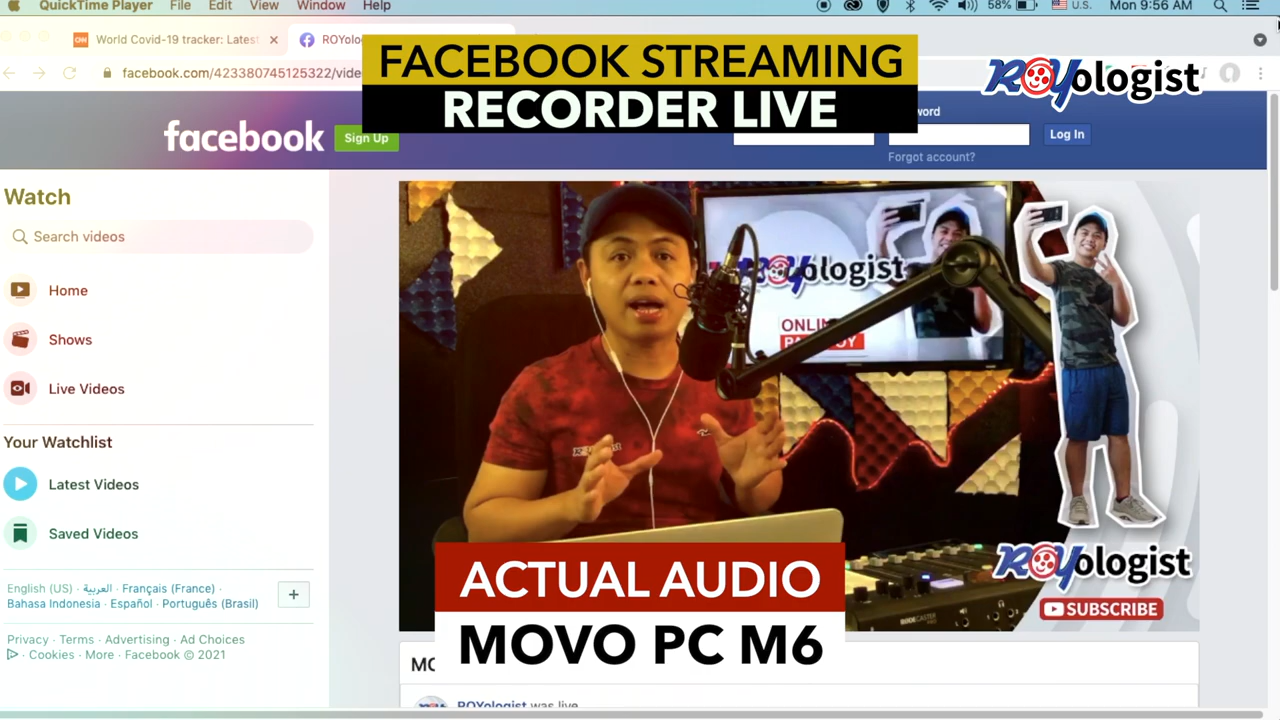 QuickTime Player File Edit View Window Help 58% U.S. Mon 9:56 AM
World Covid-19 tracker: Latest
ROYolog
facebook.com/423380745125322/vide
FACEBOOK STREAMING
RECORDER LIVE
ROYologist
facebook
Sign Up
word
Log In
Forgot account?
Watch
Search videos
Home
Shows
Live Videos
Your Watchlist
Latest Videos
Saved Videos
English (US) · العربية · Français (France) ·
Bahasa Indonesia · Español · Português (Brasil)
+
Privacy · Terms · Advertising · Ad Choices
· Cookies · More · Facebook © 2021
ROYologist
ONLI
ROYologist
SUBSCRIBE
ACTUAL AUDIO
MOVO PC M6
MO
ROYologist was live